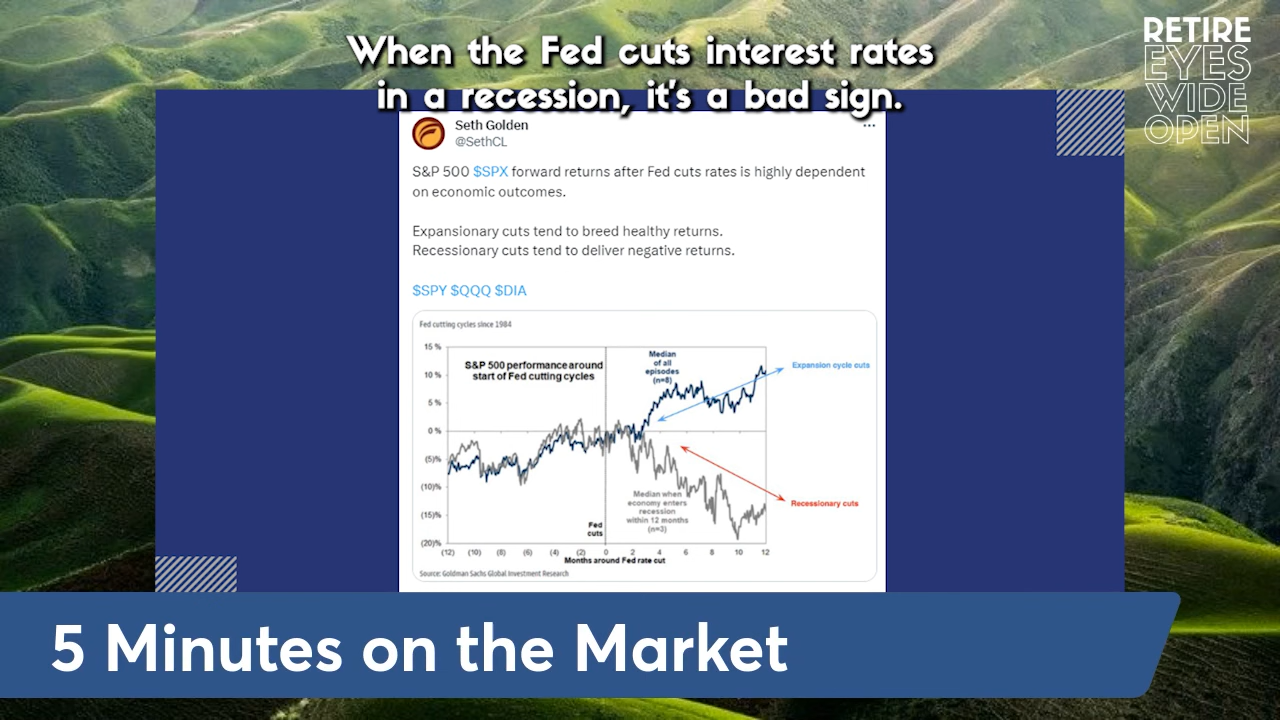 When the Fed cuts interest rates
in a recession, it's a bad sign.
RETIRE
EYES
WIDE
OPEN
Seth Golden
@SethCL
...
S&P 500 $SPX forward returns after Fed cuts rates is highly dependent
on economic outcomes.
Expansionary cuts tend to breed healthy returns.
Recessionary cuts tend to deliver negative returns.
$SPY $QQQ $DIA
Fed cutting cycles since 1984
15 %
10 %
5 %
0 %
(5)%
(10)%
(15)%
(20)%
S&P 500 performance around
start of Fed cutting cycles
Median
of all
episodes
(n=8)
Expansion cycle cuts
Recessionary cuts
Median when
economy enters
recession
within 12 months
(n=3)
Fed
cuts
(12) (10) (8) (6) (4) (2) 0 2 4 6 8 10 12
Months around Fed rate cut
Source: Goldman Sachs Global Investment Research
5 Minutes on the Market